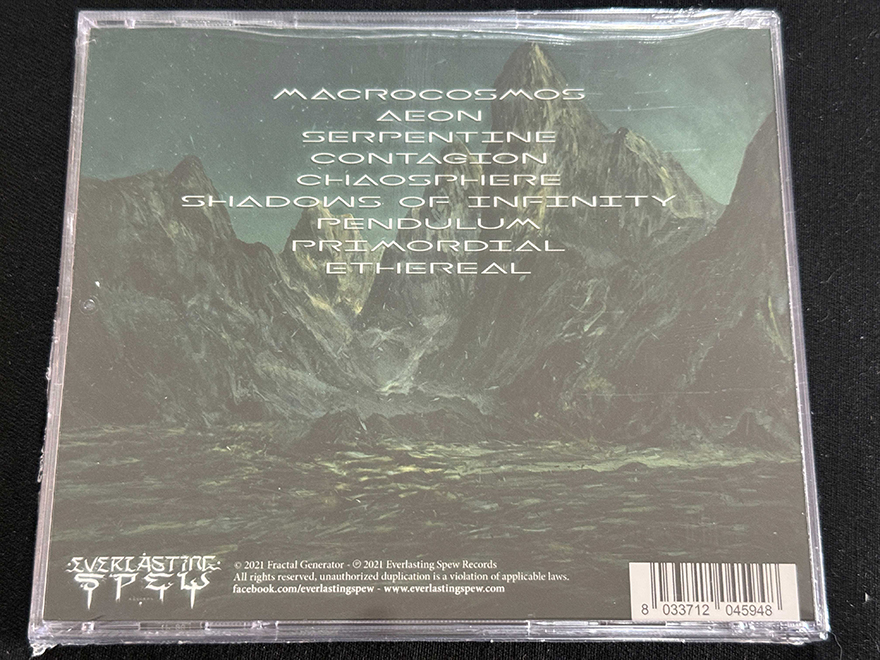 MACROCOSMOS
AEON
SERPENTINE
CONTAGION
CHAOSPHERE
SHADOWS OF INFINITY
PENDULUM
PRIMORDIAL
ETHEREAL
EVERLASTING
SPEW
RECORDS
© 2021 Fractal Generator - ℗ 2021 Everlasting Spew Records
All rights reserved, unauthorized duplication is a violation of applicable laws.
facebook.com/everlastingspew - www.everlastingspew.com
8 033712 045948